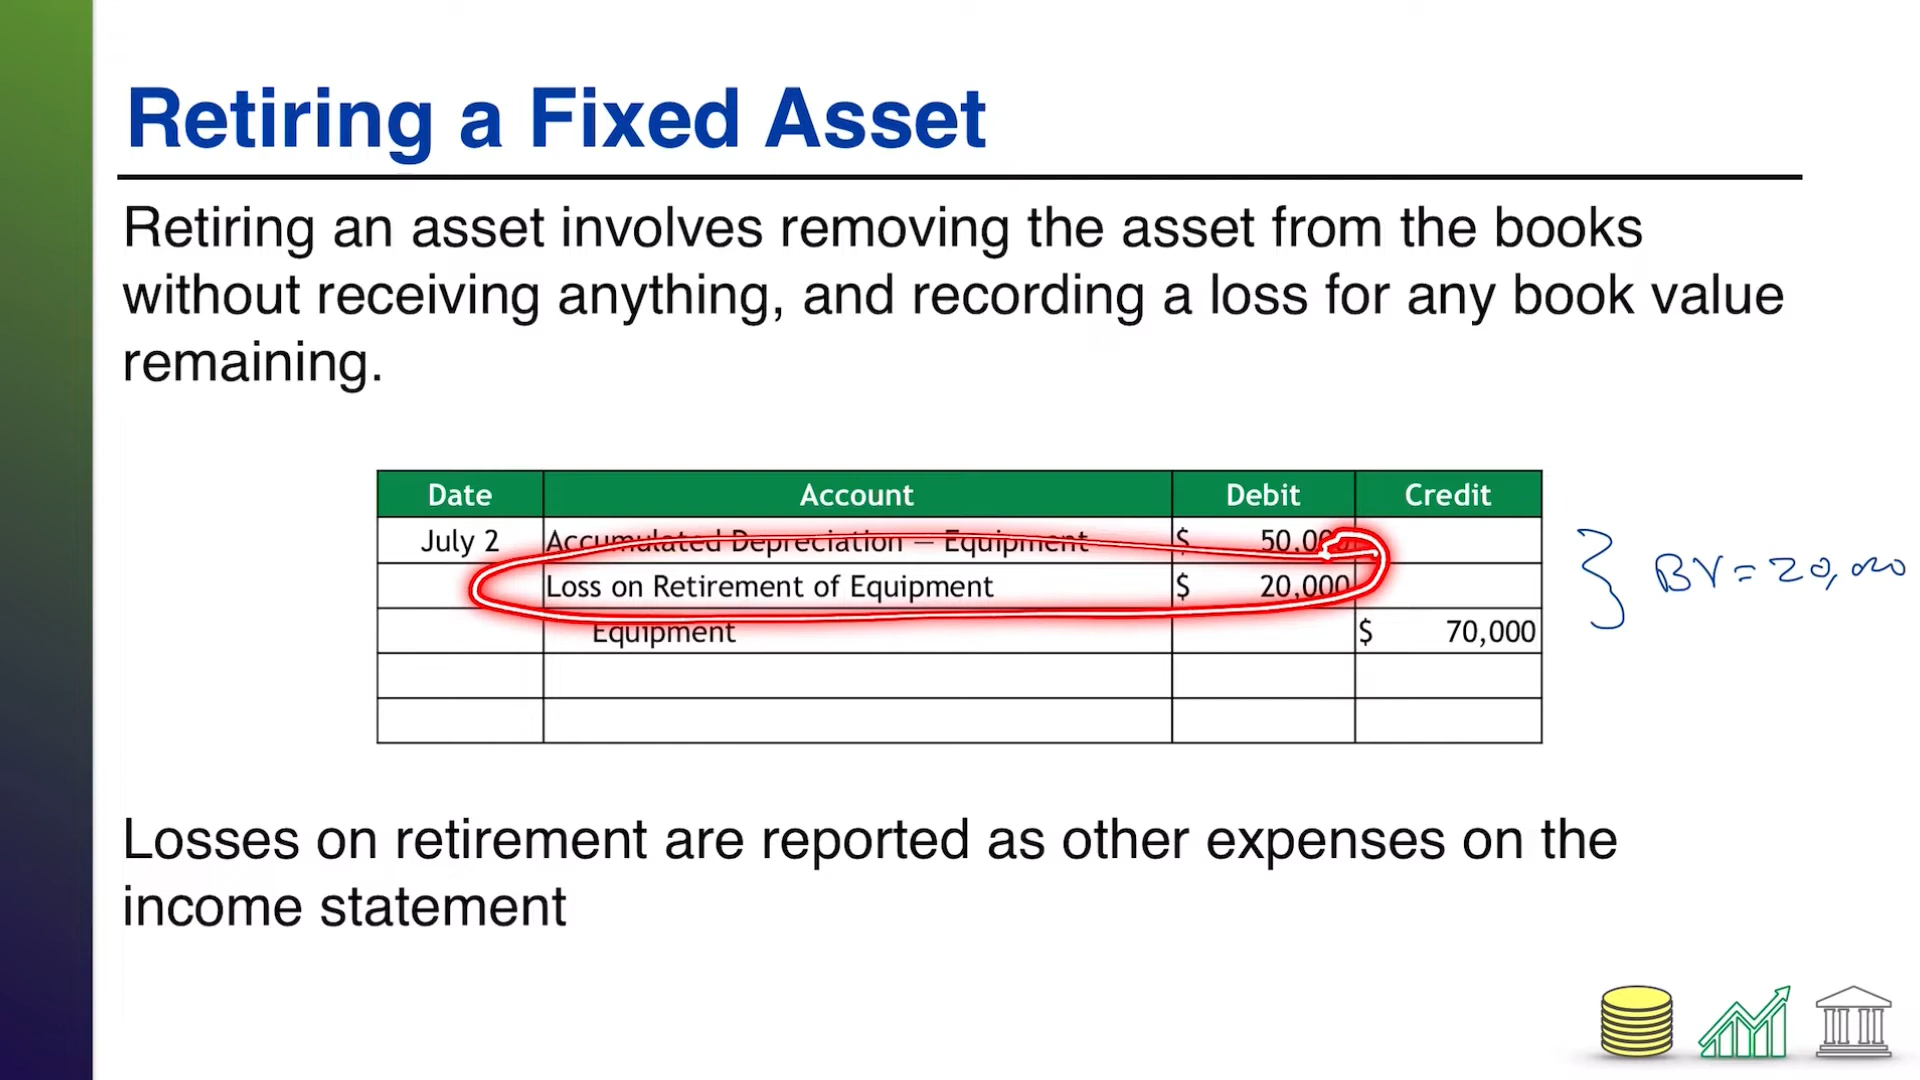 Retiring a Fixed Asset
Retiring an asset involves removing the asset from the books
without receiving anything, and recording a loss for any book value
remaining.
Date Account Debit Credit
July 2 Accumulated Depreciation – Equipment $ 50,000
Loss on Retirement of Equipment $ 20,000
Equipment $ 70,000
BV = 20,000
Losses on retirement are reported as other expenses on the
income statement